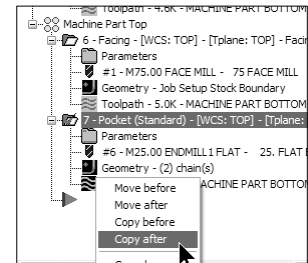 Toolpath - 4.6K - MACHINE PART BOTTOM
Machine Part Top
6 - Facing - [WCS: TOP] - [Tplane: TOP] - Facin
Parameters
#1 - M75.00 FACE MILL - 75 FACE MILL
Geometry - Job Setup Stock Boundary
Toolpath - 5.0K - MACHINE PART BOTTOM
7 - Pocket (Standard) - [WCS: TOP] - [Tplane:
Parameters
#6 - M25.00 ENDMILL1 FLAT - 25. FLAT E
Geometry - (2) chain(s)
ACHINE PART BOTTO
Move before
Move after
Copy before
Copy after